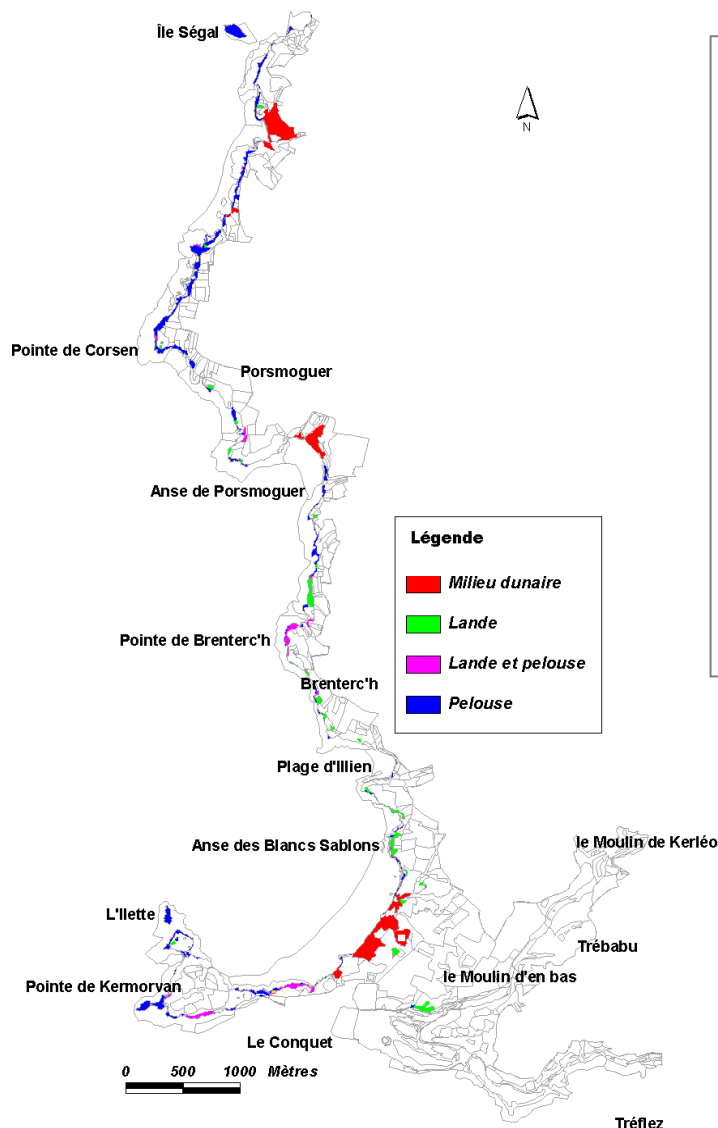 Île Ségal
N
Pointe de Corsen
Porsmoguer
Anse de Porsmoguer
Légende
Milieu dunaire
Lande
Lande et pelouse
Pelouse
Pointe de Brenterc'h
Brenterc'h
Plage d'Illien
Anse des Blancs Sablons
le Moulin de Kerléo
L'Ilette
Trébabu
Pointe de Kermorvan
le Moulin d'en bas
Le Conquet
0 500 1000 Mètres
Tréflez